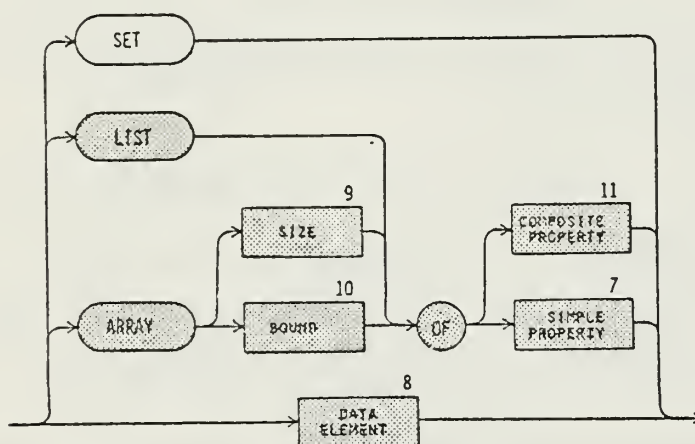 SET
LIST
9
SIZE
11
COMPOSITE
PROPERTY
ARRAY
10
BOUND
OF
7
SIMPLE
PROPERTY
8
DATA
ELEMENT